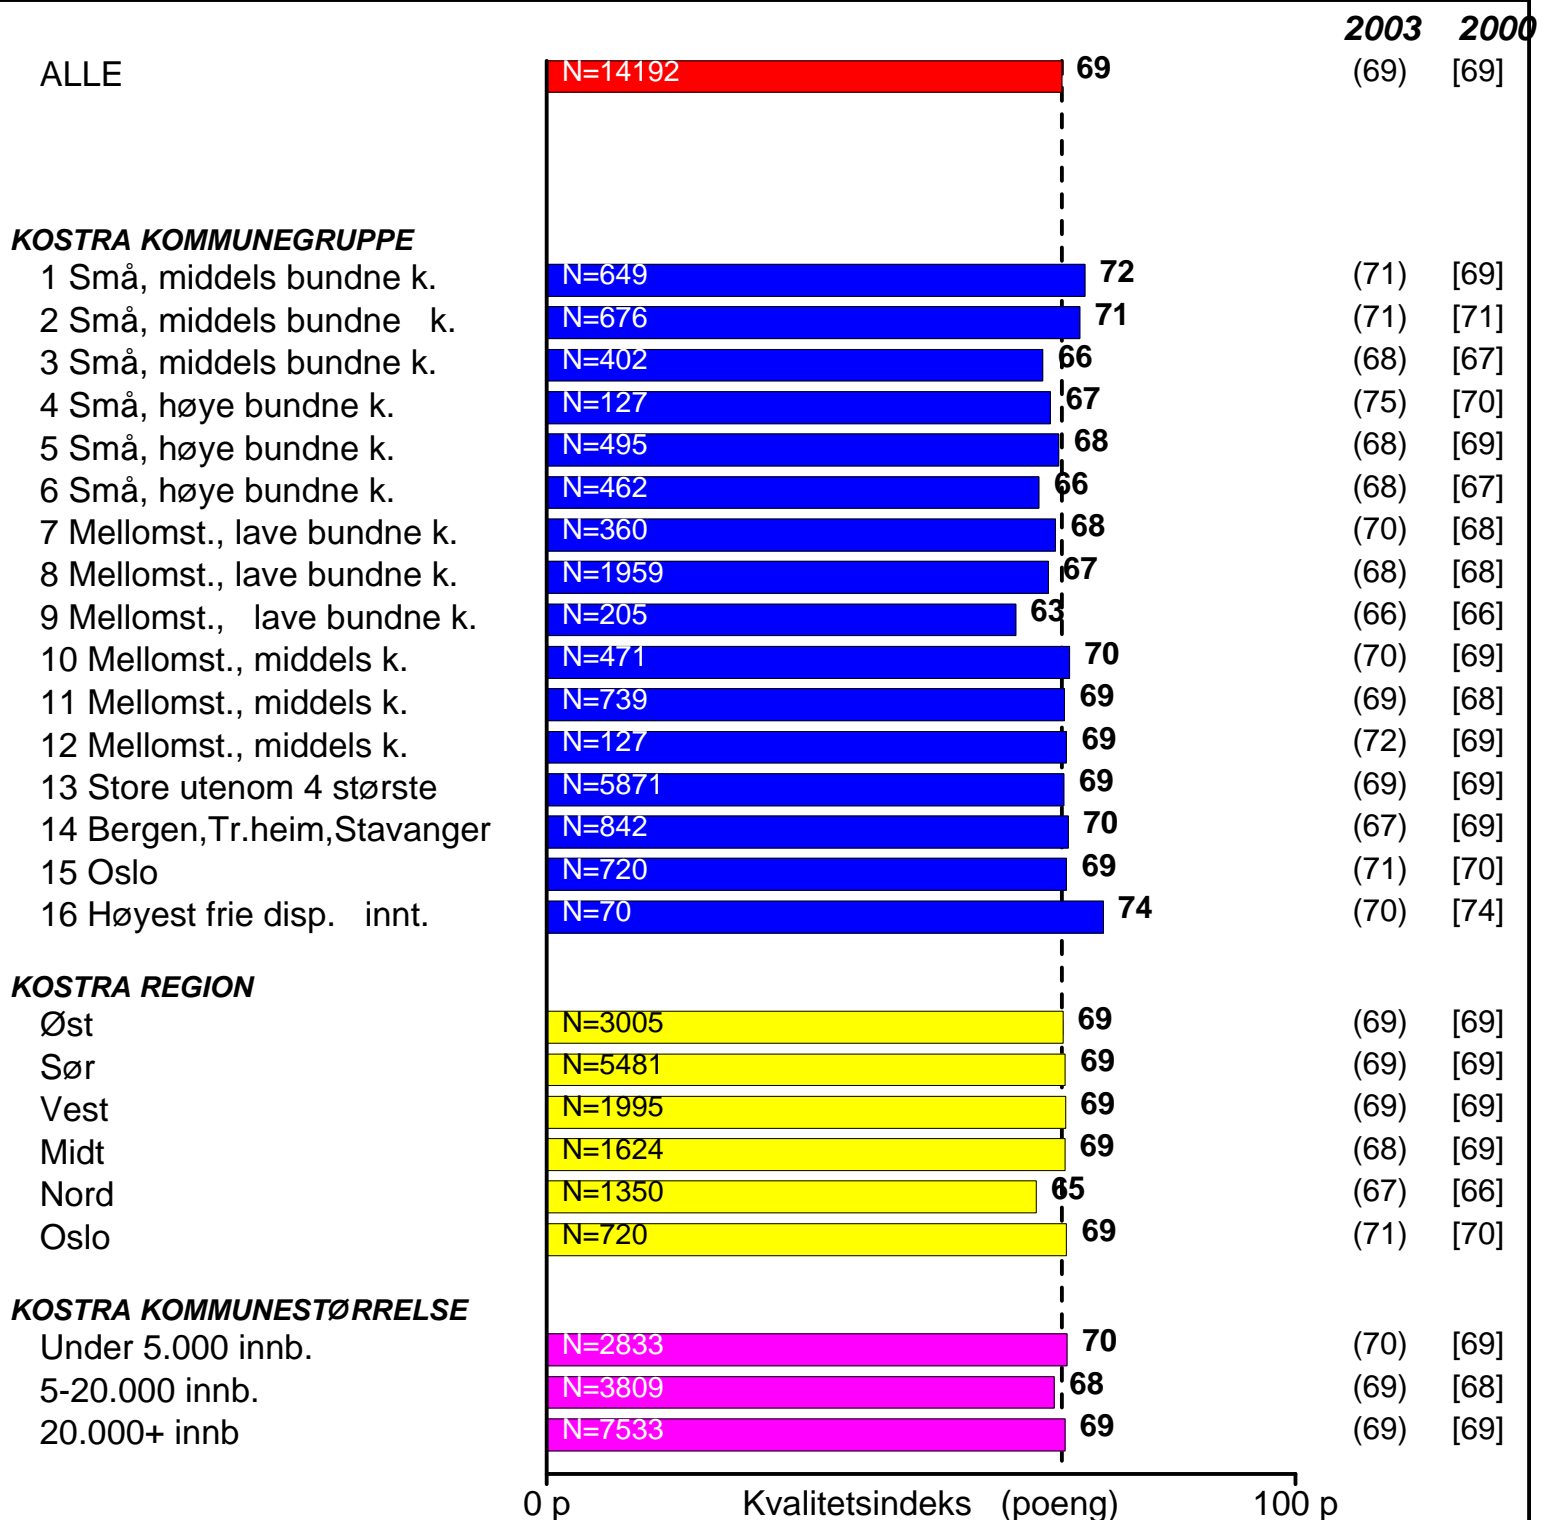 2003 2000
ALLE N=14192 69 (69) [69]
KOSTRA KOMMUNEGRUPPE
1 Små, middels bundne k. N=649 72 (71) [69]
2 Små, middels bundne k. N=676 71 (71) [71]
3 Små, middels bundne k. N=402 66 (68) [67]
4 Små, høye bundne k. N=127 67 (75) [70]
5 Små, høye bundne k. N=495 68 (68) [69]
6 Små, høye bundne k. N=462 66 (68) [67]
7 Mellomst., lave bundne k. N=360 68 (70) [68]
8 Mellomst., lave bundne k. N=1959 67 (68) [68]
9 Mellomst., lave bundne k. N=205 63 (66) [66]
10 Mellomst., middels k. N=471 70 (70) [69]
11 Mellomst., middels k. N=739 69 (69) [68]
12 Mellomst., middels k. N=127 69 (72) [69]
13 Store utenom 4 største N=5871 69 (69) [69]
14 Bergen,Tr.heim,Stavanger N=842 70 (67) [69]
15 Oslo N=720 69 (71) [70]
16 Høyest frie disp. innt. N=70 74 (70) [74]
KOSTRA REGION
Øst N=3005 69 (69) [69]
Sør N=5481 69 (69) [69]
Vest N=1995 69 (69) [69]
Midt N=1624 69 (68) [69]
Nord N=1350 65 (67) [66]
Oslo N=720 69 (71) [70]
KOSTRA KOMMUNESTØRRELSE
Under 5.000 innb. N=2833 70 (70) [69]
5-20.000 innb. N=3809 68 (69) [68]
20.000+ innb N=7533 69 (69) [69]
0 p Kvalitetsindeks (poeng) 100 p